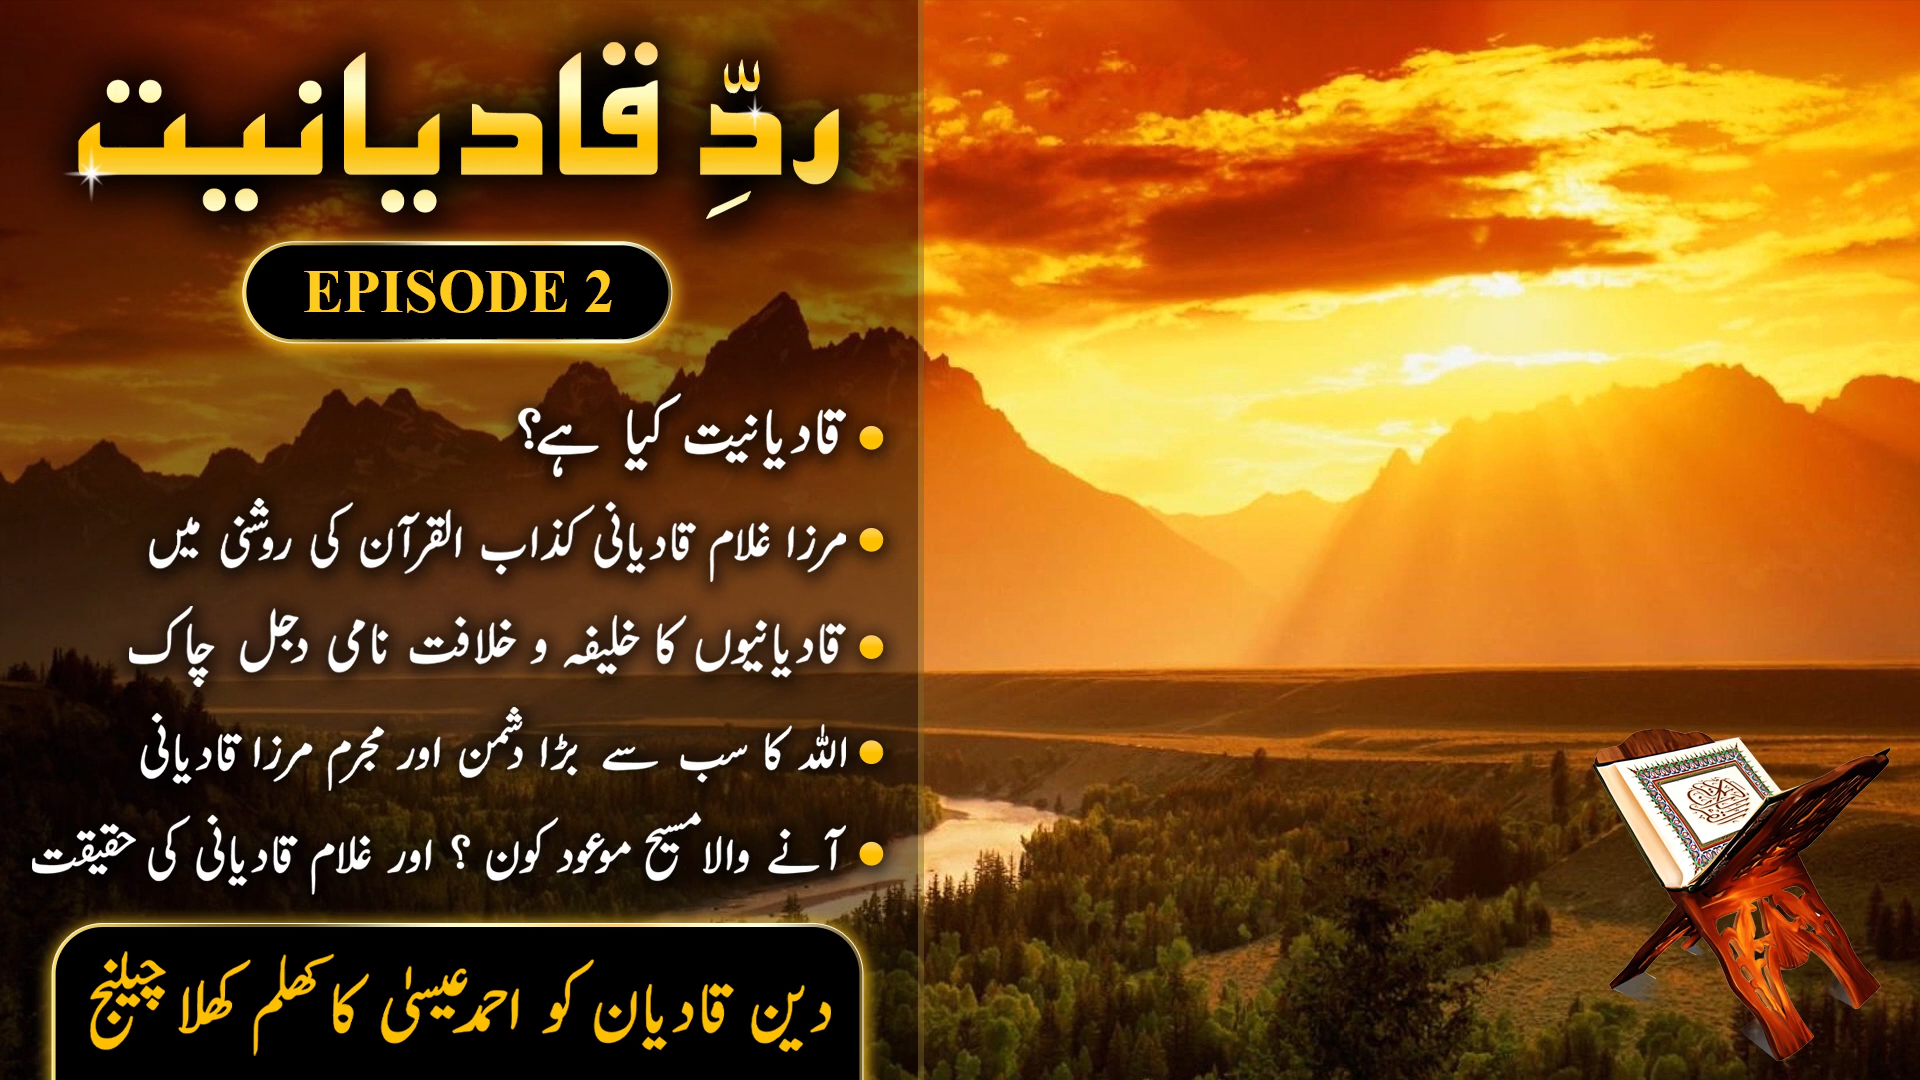 ردِّ قادیانیت
EPISODE 2
قادیانیت کیا ہے؟
مرزا غلام قادیانی کذاب القرآن کی روشنی میں
قادیانیوں کا خلیفہ و خلافت نامی دجل چاک
اللہ کا سب سے بڑا دشمن اور مجرم مرزا قادیانی
آنے والا مسیح موعود کون ؟ اور غلام قادیانی کی حقیقت
دین قادیان کو احمد عیسیٰ کا کھلم کھلا چیلنج